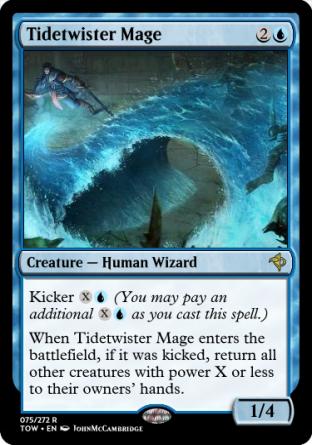 Tidetwister Mage 2
Creature — Human Wizard
Kicker X (You may pay an
additional X as you cast this spell.)
When Tidetwister Mage enters the
battlefield, if it was kicked, return all
other creatures with power X or less
to their owners' hands.
1/4
075/272 R
TOW • EN JohnMcCambridge